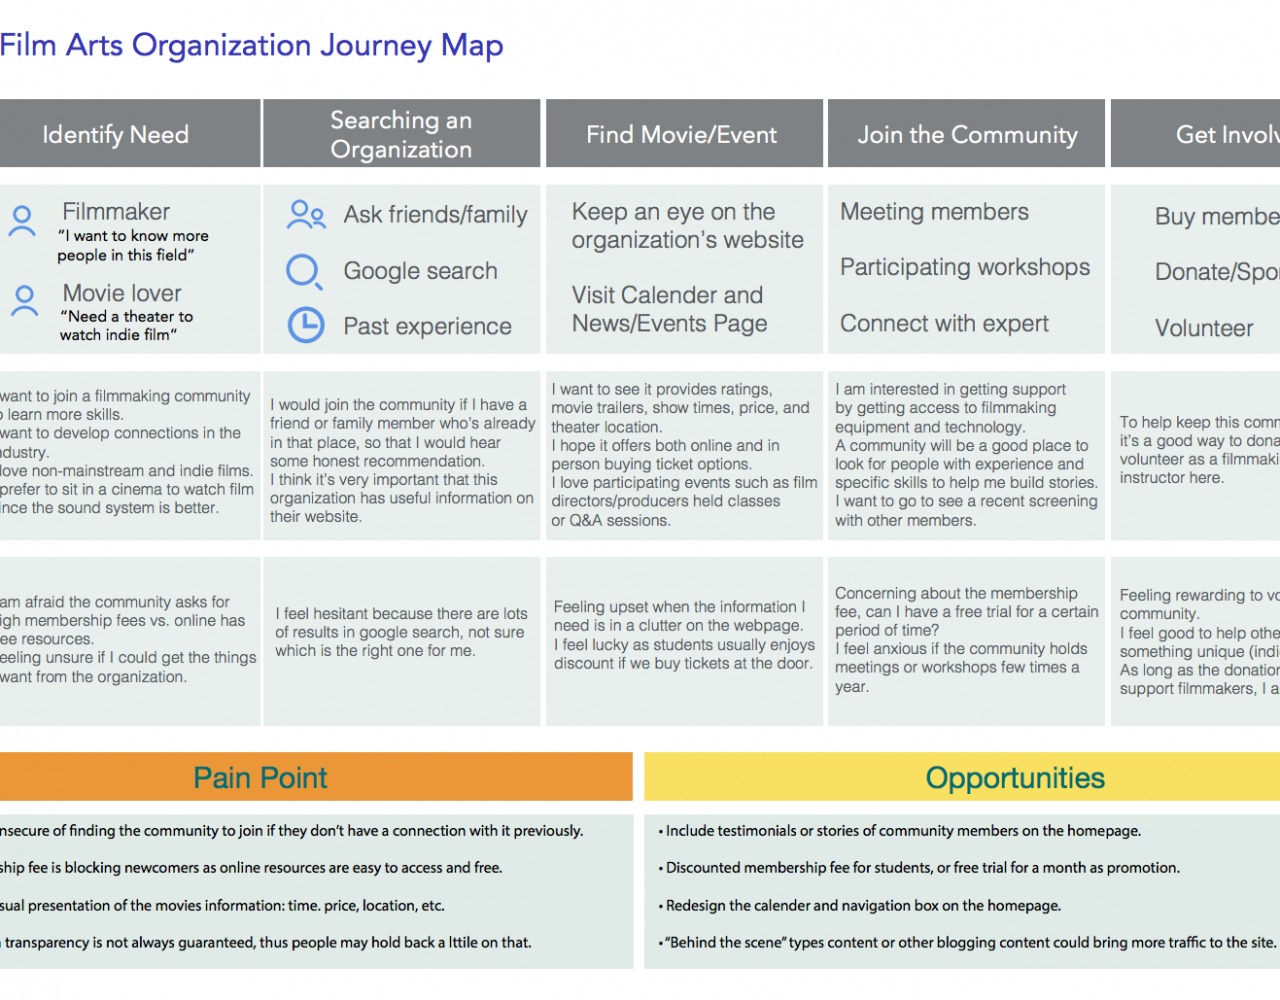 Film Arts Organization Journey Map
Identify Need
Searching an
Organization
Find Movie/Event
Join the Community
Get
Filmmaker
“I want to know more
people in this field”
Movie lover
“Need a theater to
watch indie film”
Ask friends/family
Google search
Past experience
Keep an eye on the
organization’s website
Visit Calender and
News/Events Page
Meeting members
Participating workshops
Connect with expert
Buy
Volunteer
want to join a filmmaking community
learn more skills.
want to develop connections in the
love non-mainstream and indie films.
prefer to sit in a cinema to watch film
the sound system is better.
I would join the community if I have a
friend or family member who's already
in that place, so that I would hear
some honest recommendation.
I think it's very important that this
organization has useful information on
their website.
I want to see it provides ratings,
movie trailers, show times, price, and
theater location.
I hope it offers both online and in
person buying ticket options.
I love participating events such as film
directors/producers held classes
or Q&A sessions.
I am interested in getting support
by getting access to filmmaking
equipment and technology.
A community will be a good place to
look for people with experience and
specific skills to help me build stories.
I want to go to see a recent screening
with other members.
To help keep this
it's a good way to
volunteer as a
instructor here.
am afraid the community asks for
membership fees vs. online has
resources.
unsure if I could get the things
want from the organization.
I feel hesitant because there are lots
of results in google search, not sure
which is the right one for me.
Feeling upset when the information I
need is in a clutter on the webpage.
I feel lucky as students usually enjoys
discount if we buy tickets at the door.
Concerning about the membership
fee, can I have a free trial for a certain
period of time?
I feel anxious if the community holds
meetings or workshops few times a
year.
Feeling rewarding to
community.
I feel good to help
something unique
As long as the
support filmmakers, I
Pain Point
Opportunities
of finding the community to join if they don’t have a connection with it previously.
fee is blocking newcomers as online resources are easy to access and free.
presentation of the movies information: time. price, location, etc.
transparency is not always guaranteed, thus people may hold back a lttile on that.
• Include testimonials or stories of community members on the homepage.
• Discounted membership fee for students, or free trial for a month as promotion.
• Redesign the calender and navigation box on the homepage.
• “Behind the scene” types content or other blogging content could bring more traffic to the site.